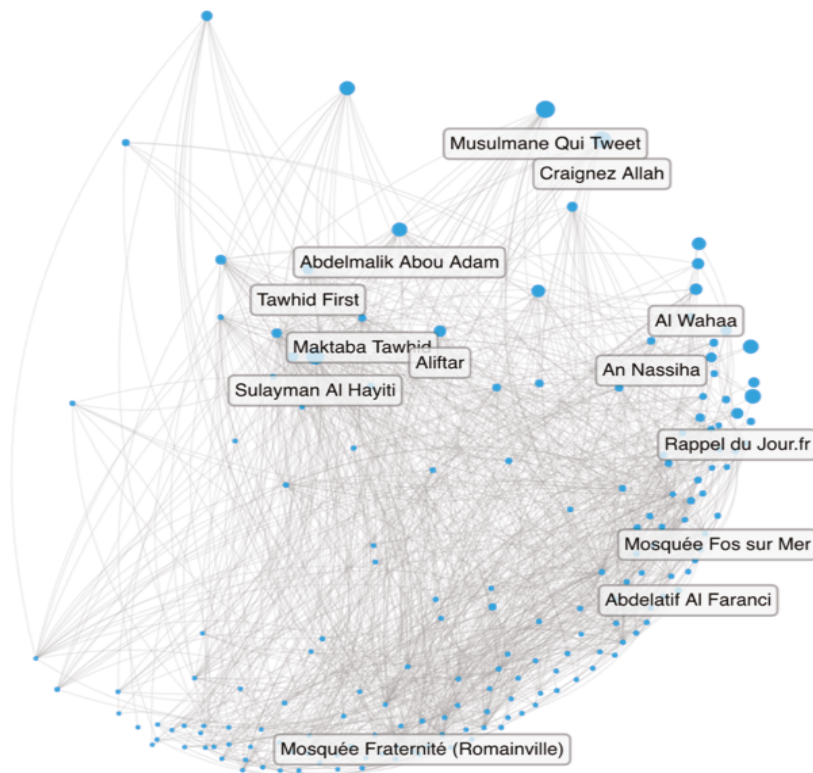 Musulmane Qui Tweet
Craignez Allah
Abdelmalik Abou Adam
Tawhid First
Al Wahaa
Maktaba Tawhid
Aliftar
An Nassiha
Sulayman Al Hayiti
Rappel du Jour.fr
Mosquée Fos sur Mer
Abdelatif Al Faranci
Mosquée Fraternité (Romainville)